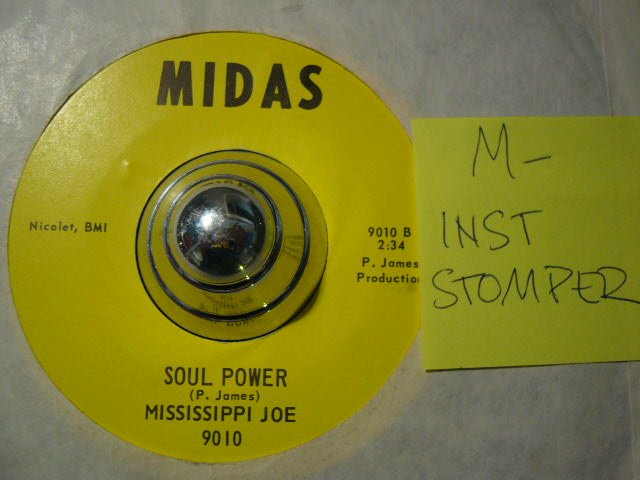 MIDAS
Nicolet, BMI
9010 B
2:34
P. James
Production
SOUL POWER
(P. James)
MISSISSIPPI JOE
9010
M-
INST
STOMPER